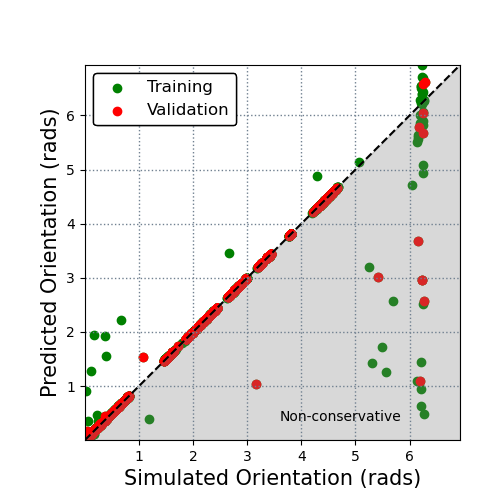 Training
Validation
Predicted Orientation (rads)
6
5
4
3
2
1
Non-conservative
1
2
3
4
5
6
Simulated Orientation (rads)